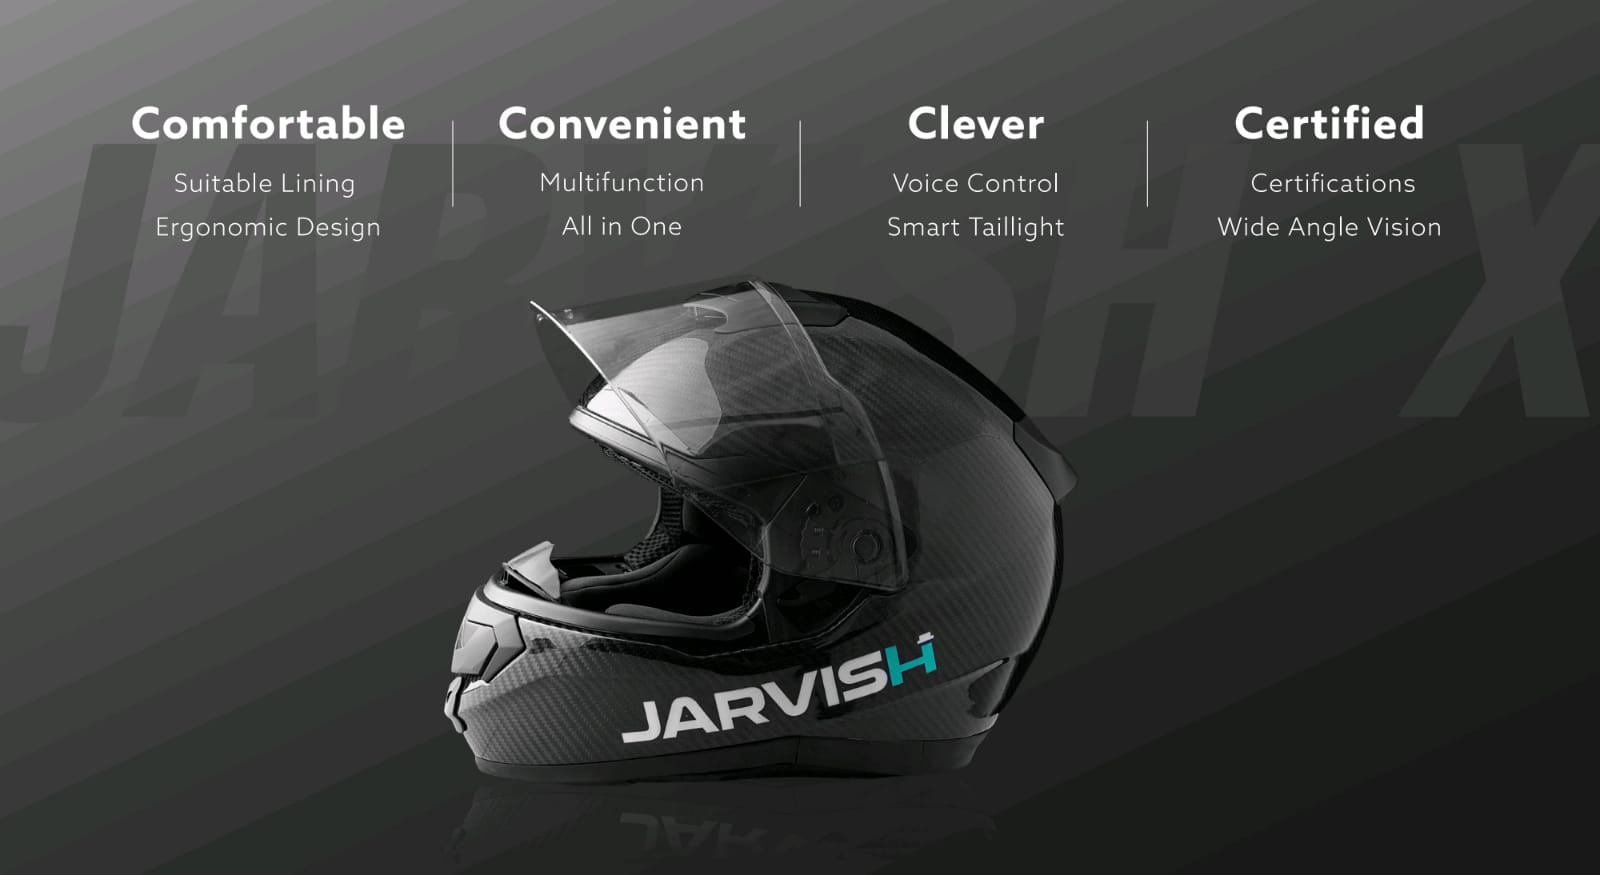 Comfortable
Suitable Lining
Ergonomic Design
Convenient
Multifunction
All in One
Clever
Voice Control
Smart Taillight
Certified
Certifications
Wide Angle Vision
JARVISH X
JARVISH